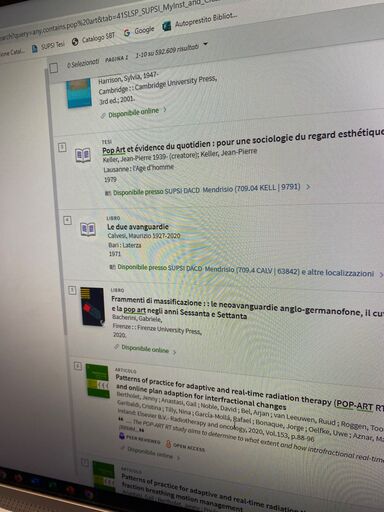 arch?query=any,contains,pop%20art&tab=41SLSP_SUPSI_MyInst_and_
SUPSI Tesi
Catalogo SBT
Google
Autoprestito Bibliot...
0 Selezionati PAGINA 1 1-10 su 592.609 risultati
Harrison, Sylvia, 1947-
Cambridge : : Cambridge University Press,
3rd ed.; 2001.
Disponibile online >
3
TESI
Pop Art et évidence du quotidien : pour une sociologie du regard esthétique
Keller, Jean-Pierre 1939- (creatore); Keller, Jean-Pierre
Lausanne : l'Age d'homme
1979
Disponibile presso SUPSI DACD Mendrisio (709.04 KELL | 9791) >
4
LIBRO
Le due avanguardie
Calvesi, Maurizio 1927-2020
Bari : Laterza
1971
Disponibile presso SUPSI DACD Mendrisio (709.4 CALV | 63842) e altre localizzazioni >
5
LIBRO
Frammenti di massificazione : : le neoavanguardie anglo-germanofone, il cu
e la pop art negli anni Sessanta e Settanta
Bacherini, Gabriele,
Firenze : : Firenze University Press,
2020.
Disponibile online >
6
ARTICOLO
Patterns of practice for adaptive and real-time radiation therapy (POP-ART RT
and online plan adaption for interfractional changes
Bertholet, Jenny ; Anastasi, Gail ; Noble, David ; Bel, Arjan ; van Leeuwen, Ruud ; Roggen, Too
Garibaldi, Cristina ; Tilly, Nina ; García-Mollá, Rafael ; Bonaque, Jorge ; Oelfke, Uwe ; Aznar, Ma
Ireland: Elsevier B.V - Radiotherapy and oncology, 2020, Vol.153, p.88-96
The POP-ART RT study aims to determine to what extent and how intrafractional real-time
PEER REVIEWED
OPEN ACCESS
Disponibile online >
7
ARTICOLO
Patterns of practice for adaptive and real-time radiation
fraction breathing motion management